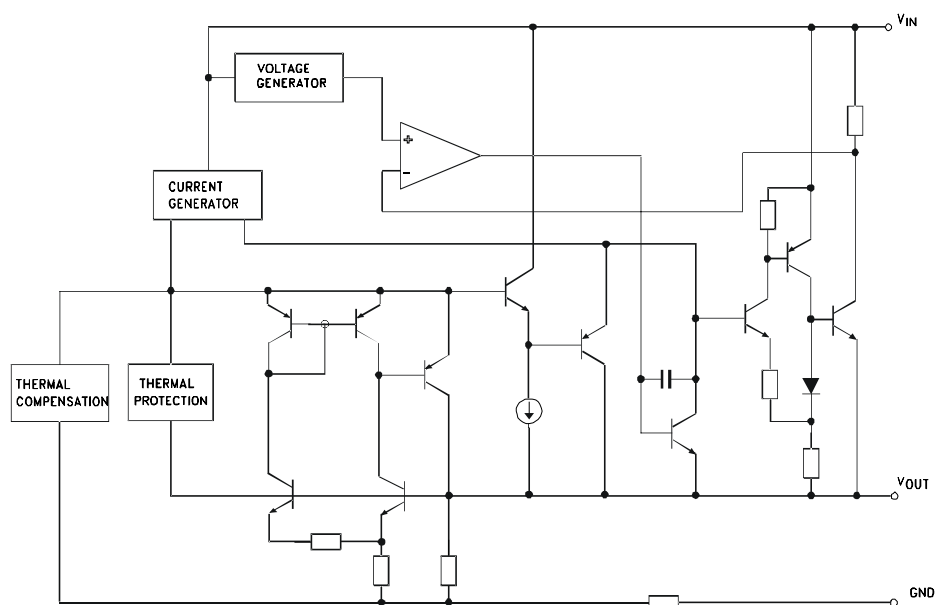 VIN
VOLTAGE
GENERATOR
+
-
CURRENT
GENERATOR
THERMAL
COMPENSATION
THERMAL
PROTECTION
VOUT
GND